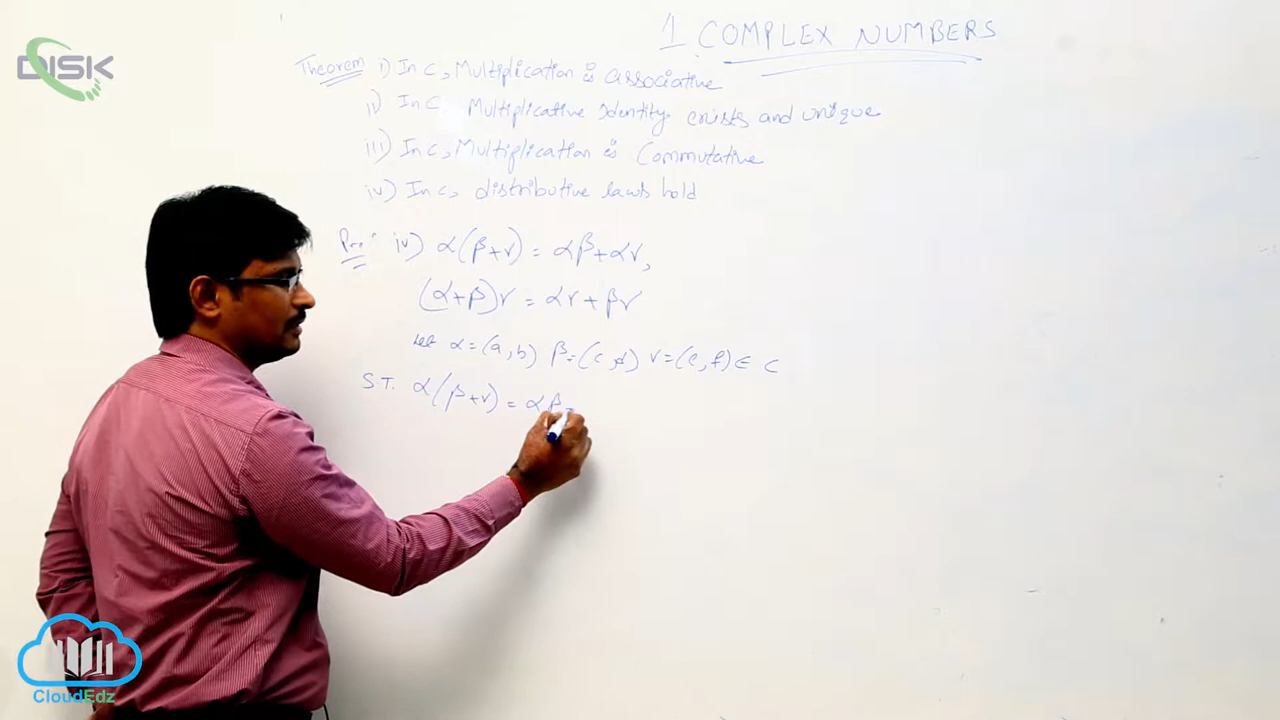 DISK
1 COMPLEX NUMBERS
Theorem i) In C, Multiplication is associative
ii) In C, Multiplicative Identity exists and unique
iii) In C, Multiplication is Commutative
iv) In C, distributive laws hold
Proof iv) α(β+γ) = αβ+αγ,
(α+β)γ = αγ+βγ
Let α=(a,b) β=(c,d) γ=(e,f) ∈ C
S.T. α(β+γ) = αβ
CloudEdz